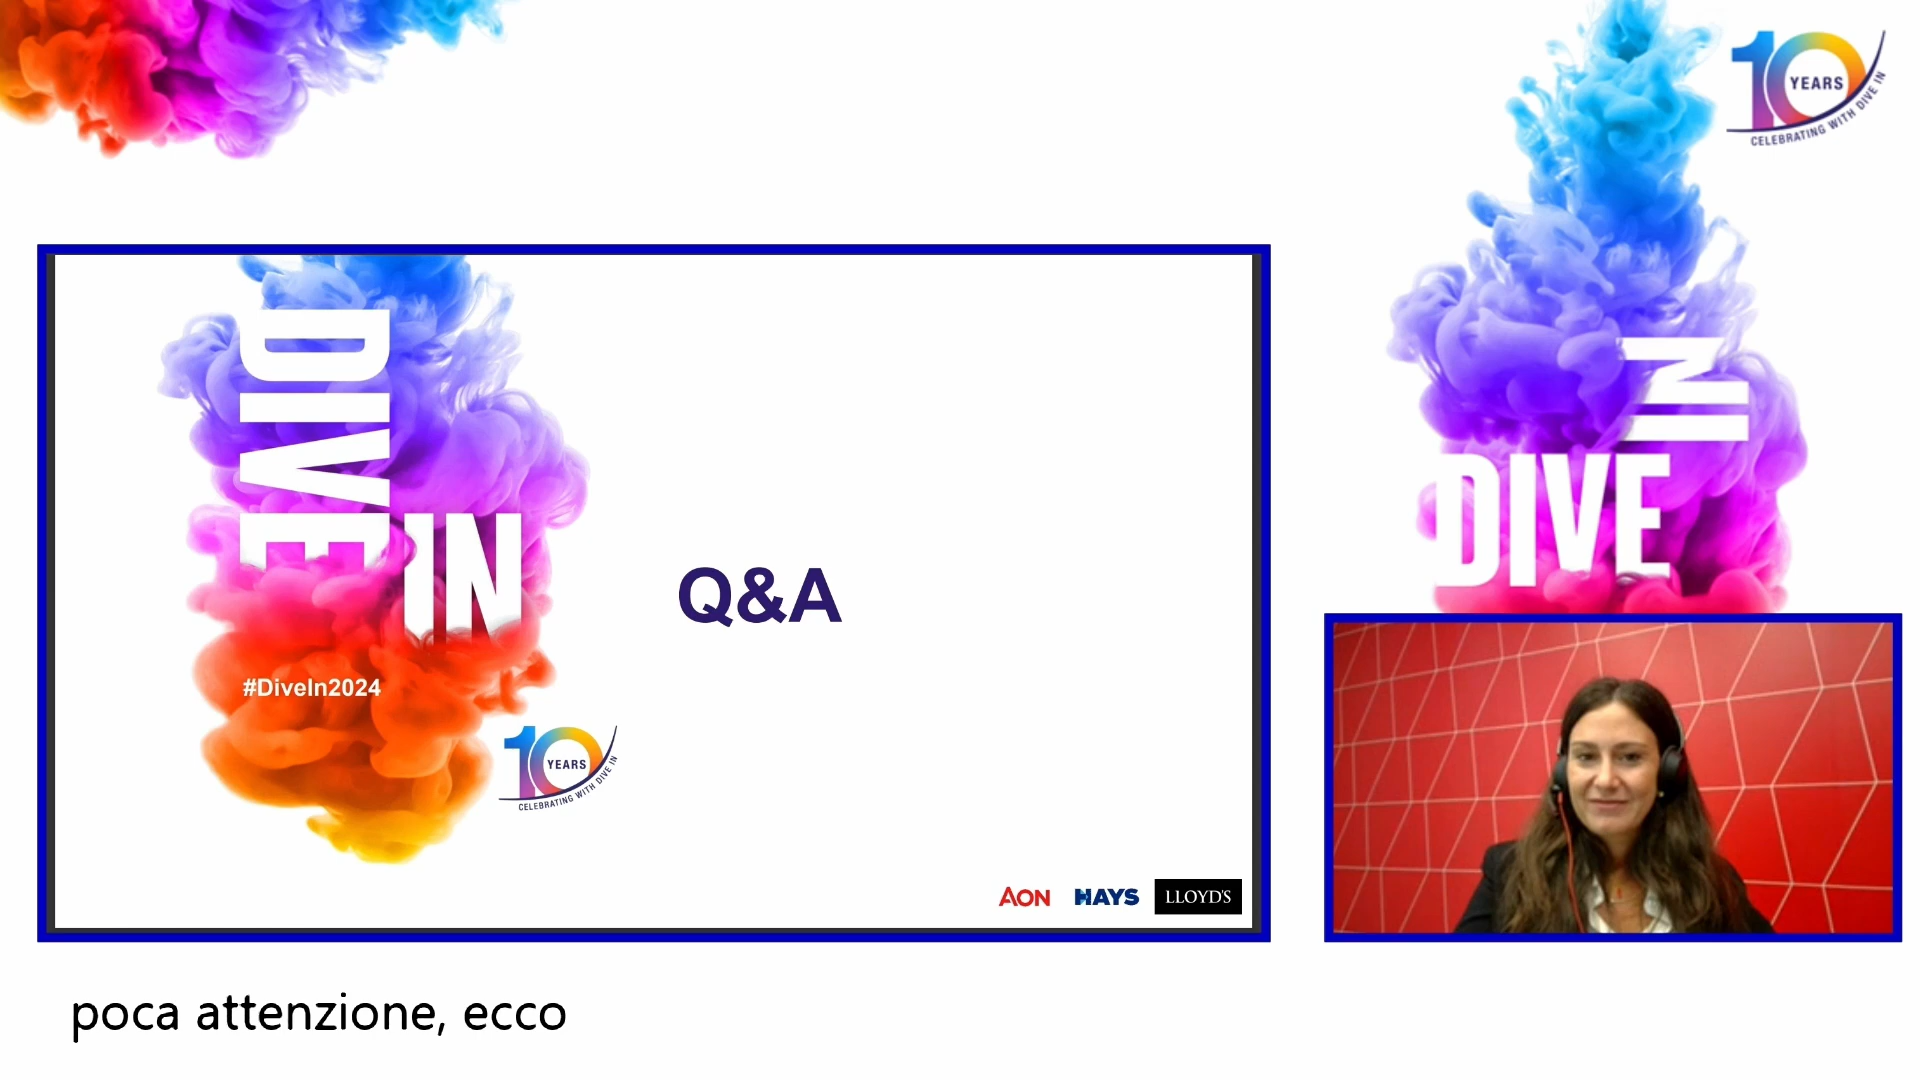 10
YEARS
CELEBRATING WITH DIVE IN
DIVE
IN
#DiveIn2024
10
YEARS
CELEBRATING WITH DIVE IN
Q&A
AON
HAYS
LLOYD'S
IN
DIVE
poca attenzione, ecco